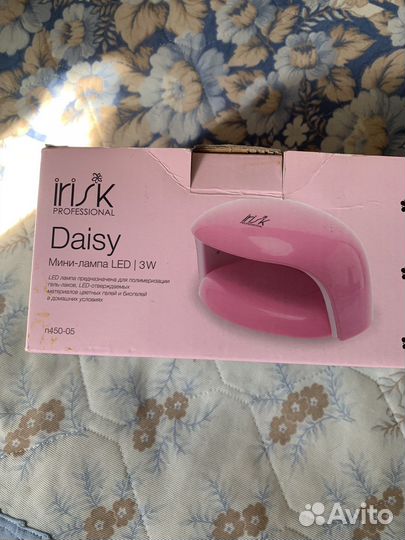 irisk
PROFESSIONAL
Daisy
Мини-лампа LED | 3W
LED лампа предназначена для полимеризации
гель-лаков, LED-отверждаемых
материалов цветных гелей и биогелей
в домашних условиях
n450-05
irisk
Avito